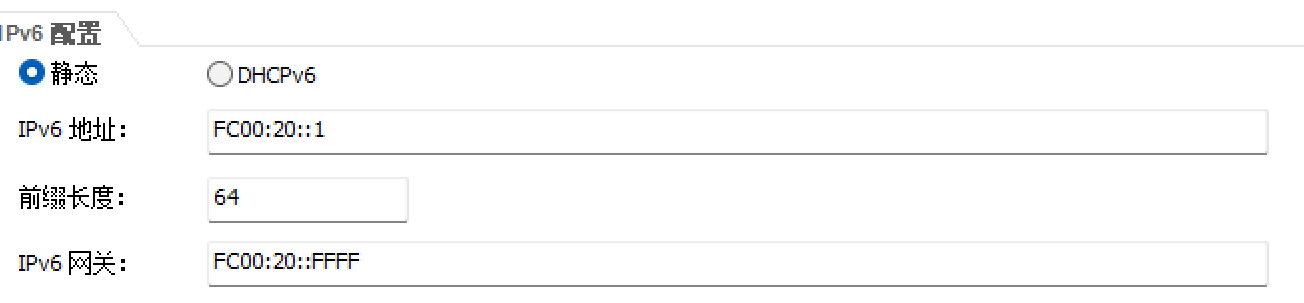 IPv6 配置
静态 DHCPv6
IPv6 地址: FC00:20::1
前缀长度: 64
IPv6 网关: FC00:20::FFFF